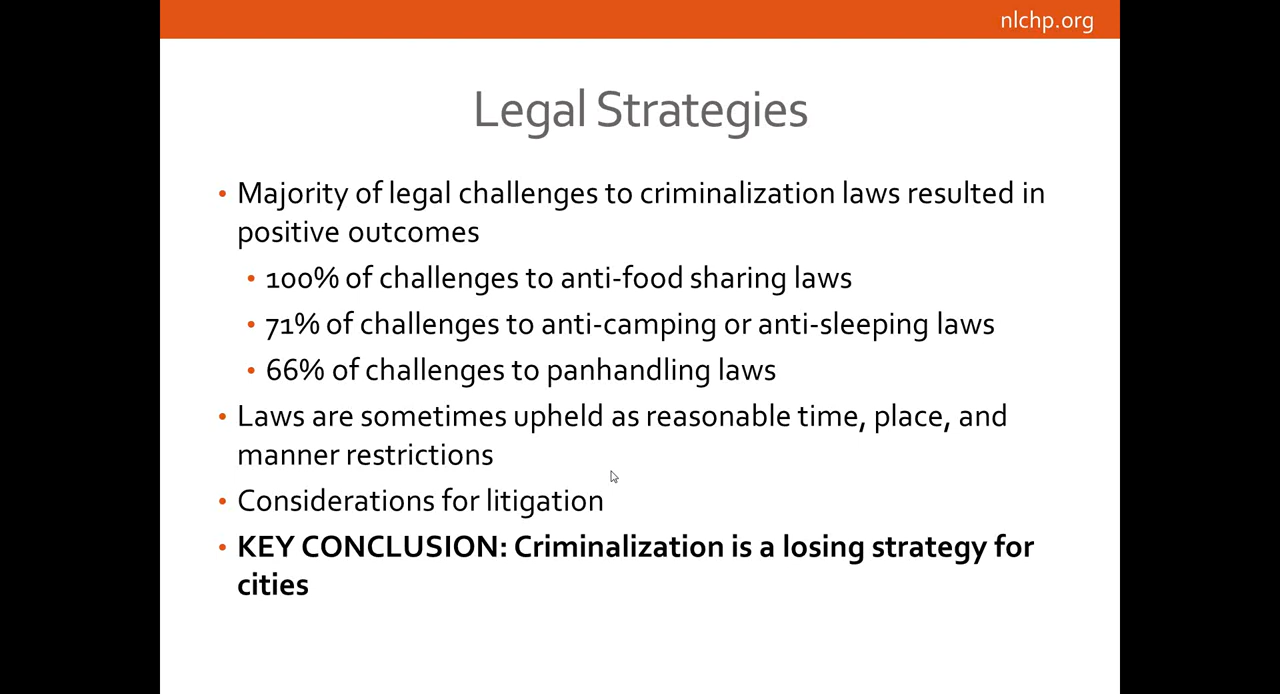 nlchp.org
Legal Strategies
• Majority of legal challenges to criminalization laws resulted in
positive outcomes
• 100% of challenges to anti-food sharing laws
• 71% of challenges to anti-camping or anti-sleeping laws
• 66% of challenges to panhandling laws
• Laws are sometimes upheld as reasonable time, place, and
manner restrictions
• Considerations for litigation
• KEY CONCLUSION: Criminalization is a losing strategy for
cities